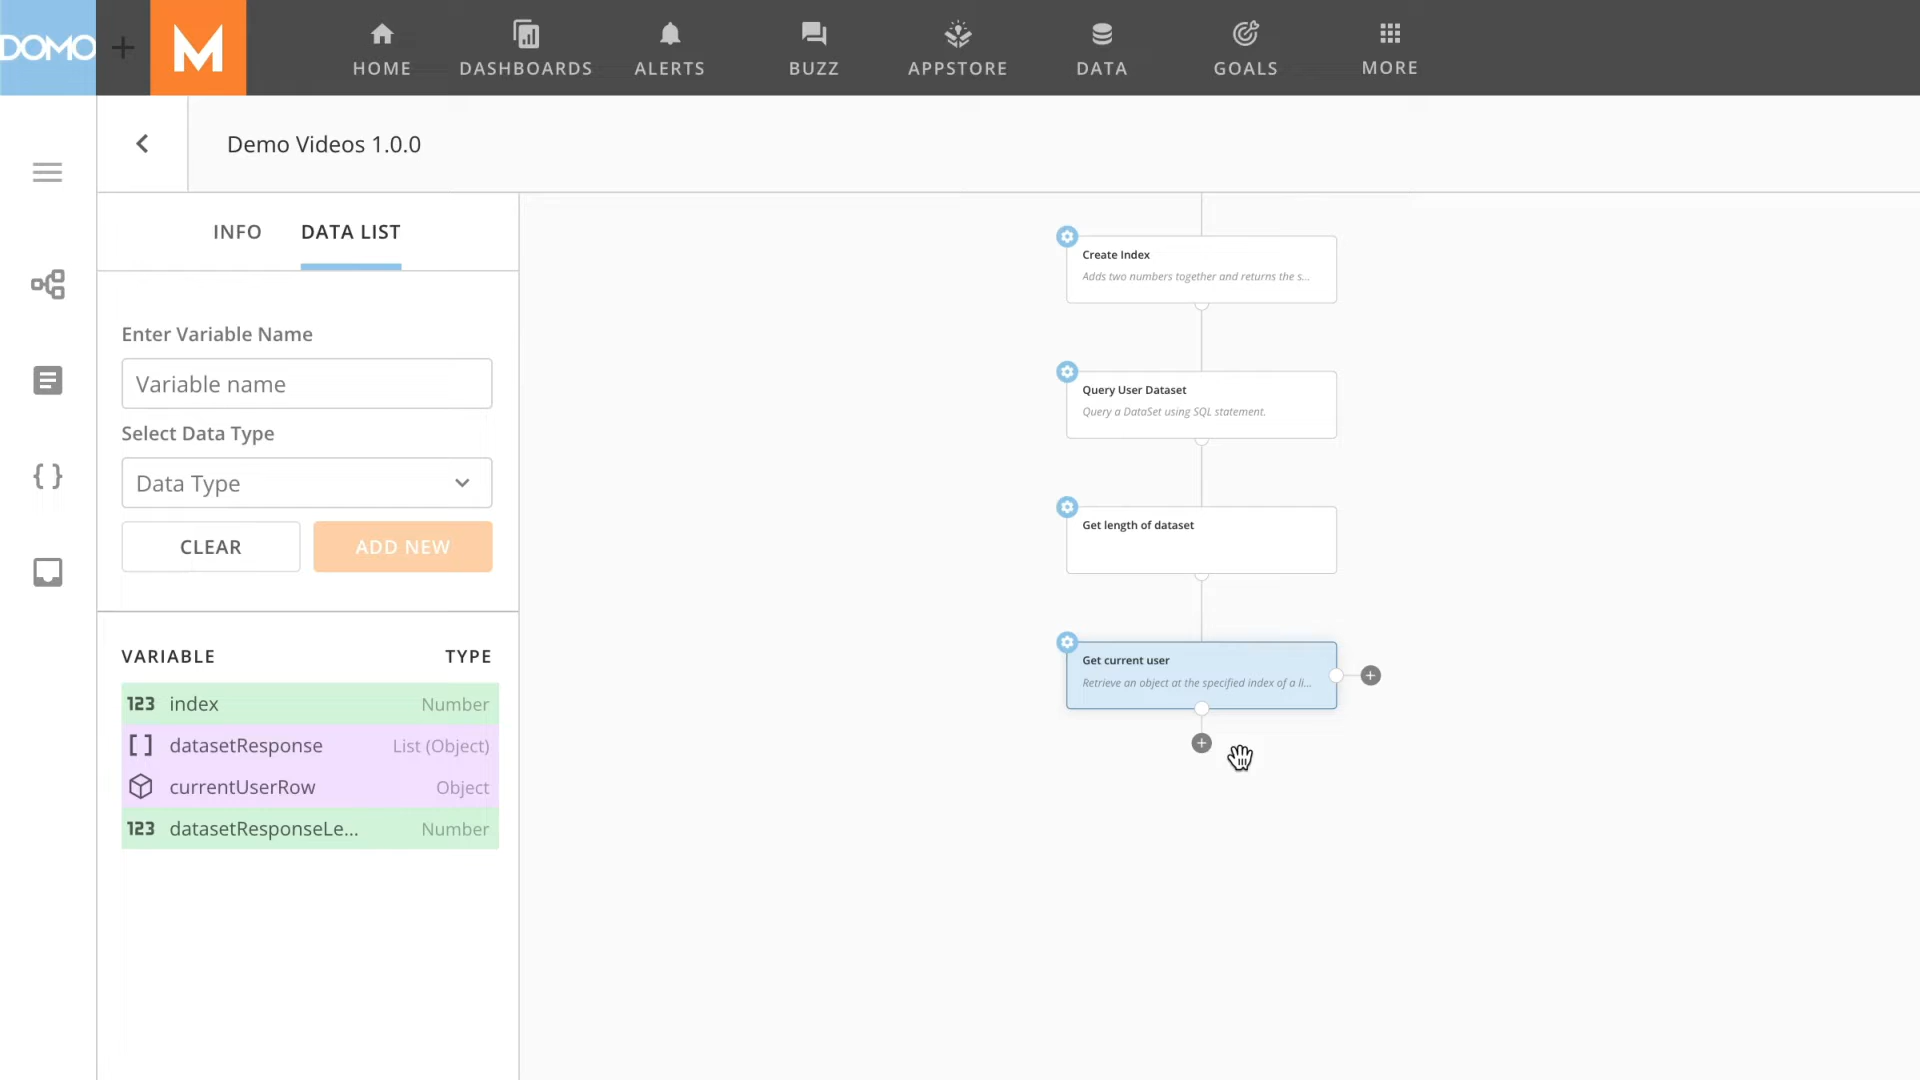 DOMO
M
HOME
DASHBOARDS
ALERTS
BUZZ
APPSTORE
DATA
GOALS
MORE
Demo Videos 1.0.0
INFO
DATA LIST
Enter Variable Name
Variable name
Select Data Type
Data Type
CLEAR
ADD NEW
VARIABLE
TYPE
123 index Number
[ ] datasetResponse List (Object)
currentUserRow Object
123 datasetResponseLe... Number
Create Index
Adds two numbers together and returns the s...
Query User Dataset
Query a DataSet using SQL statement.
Get length of dataset
Get current user
Retrieve an object at the specified index of a li...